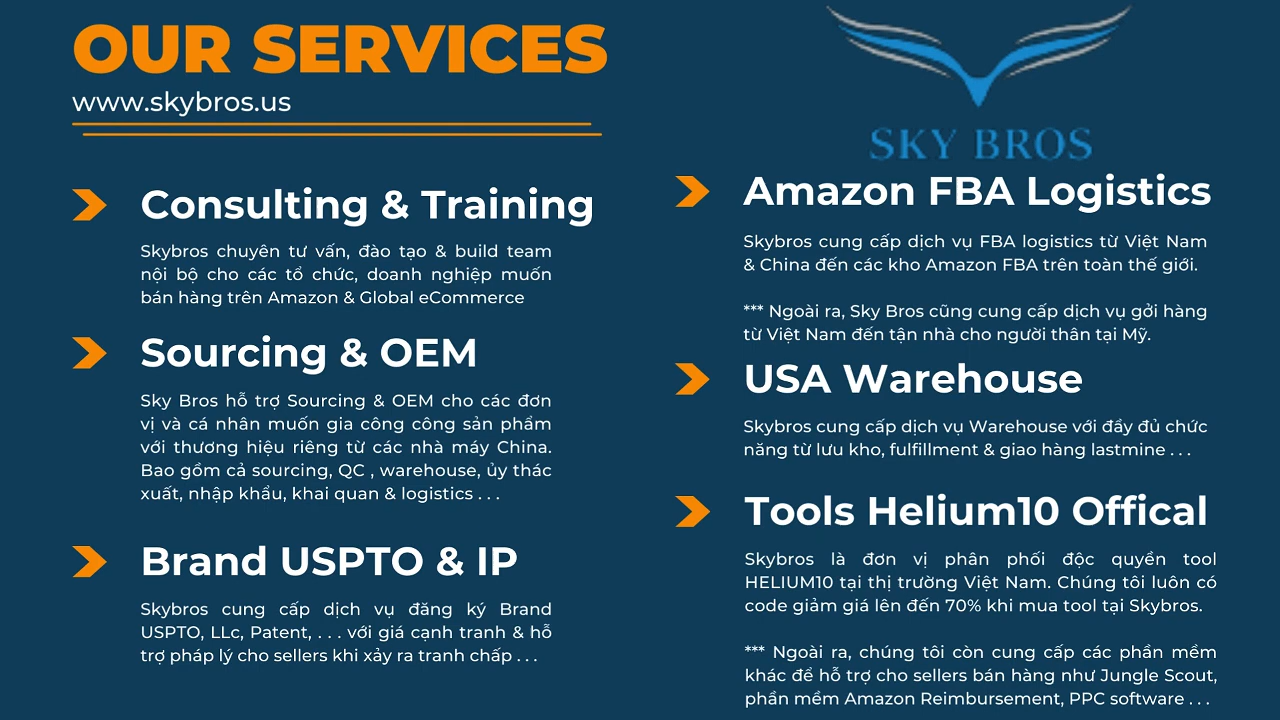 OUR SERVICES
www.skybros.us
SKY BROS
Consulting & Training
Skybros chuyên tư vấn, đào tạo & build team
nội bộ cho các tổ chức, doanh nghiệp muốn
bán hàng trên Amazon & Global eCommerce
Sourcing & OEM
Sky Bros hỗ trợ Sourcing & OEM cho các đơn
vị và cá nhân muốn gia công công sản phẩm
với thương hiệu riêng từ các nhà máy China.
Bao gồm cả sourcing, QC , warehouse, ủy thác
xuất, nhập khẩu, khai quan & logistics . . .
Brand USPTO & IP
Skybros cung cấp dịch vụ đăng ký Brand
USPTO, LLc, Patent, . . . với giá cạnh tranh & hỗ
trợ pháp lý cho sellers khi xảy ra tranh chấp . . .
Amazon FBA Logistics
Skybros cung cấp dịch vụ FBA logistics từ Việt Nam
& China đến các kho Amazon FBA trên toàn thế giới.
*** Ngoài ra, Sky Bros cũng cung cấp dịch vụ gởi hàng
từ Việt Nam đến tận nhà cho người thân tại Mỹ.
USA Warehouse
Skybros cung cấp dịch vụ Warehouse với đầy đủ chức
năng từ lưu kho, fulfillment & giao hàng lastmine . . .
Tools Helium10 Offical
Skybros là đơn vị phân phối độc quyền tool
HELIUM10 tại thị trường Việt Nam. Chúng tôi luôn có
code giảm giá lên đến 70% khi mua tool tại Skybros.
*** Ngoài ra, chúng tôi còn cung cấp các phần mềm
khác để hỗ trợ cho sellers bán hàng như Jungle Scout,
phần mềm Amazon Reimbursement, PPC software . . .